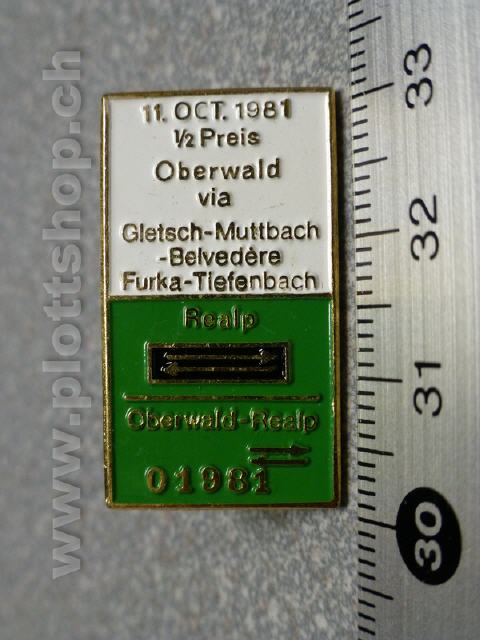 11. OCT. 1981
½ Preis
Oberwald
via
Gletsch-Muttbach
-Belvedère
Furka-Tiefenbach
Realp
Oberwald-Realp
01981
www.plottshop.ch
33
32
31
30